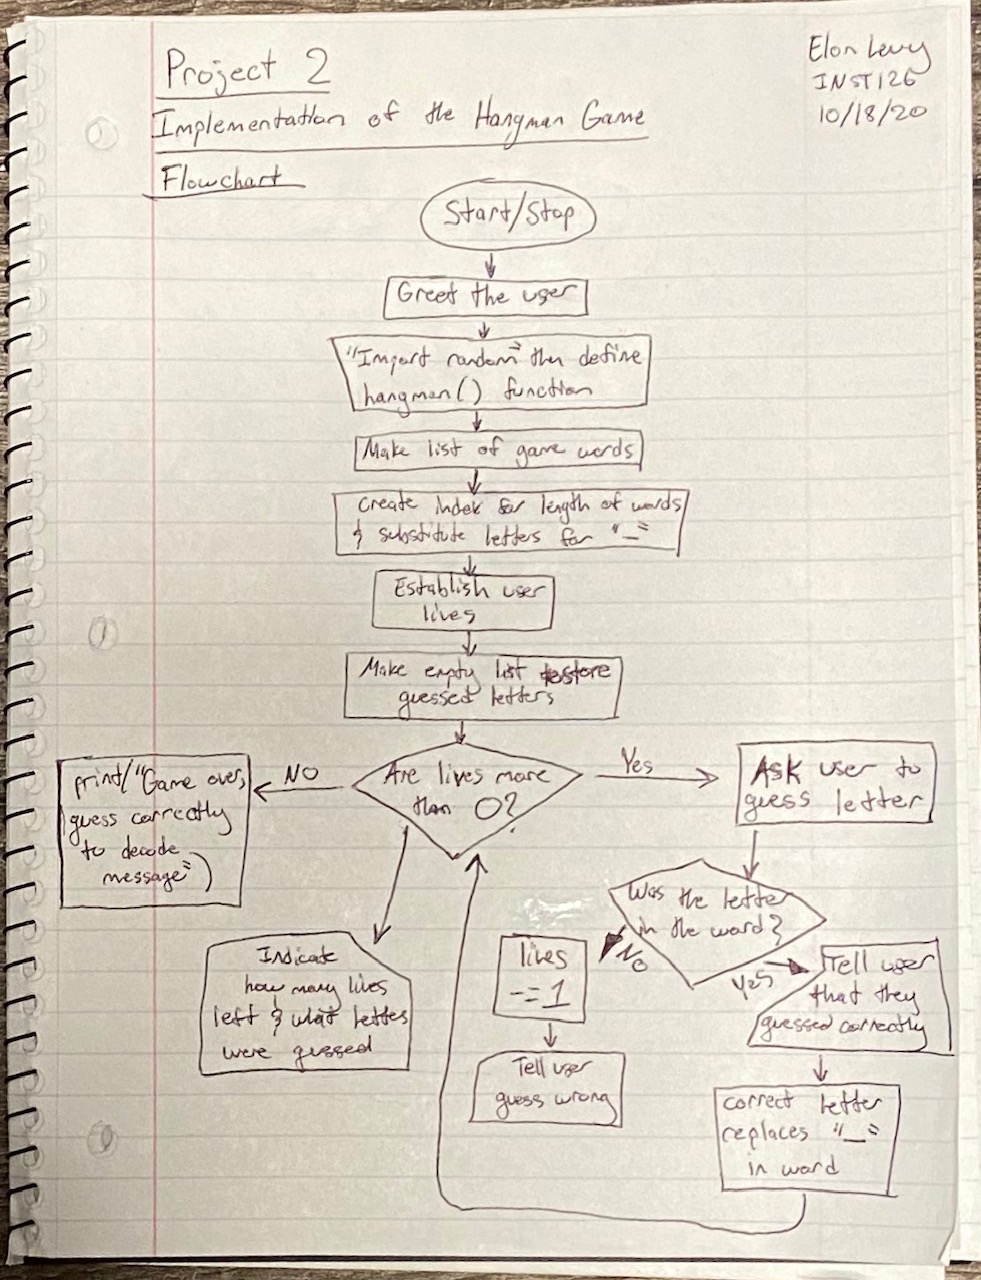 Project 2
Implementation of the Hangman Game
Flowchart
Elon Levy
INST126
10/18/20
Start/Stop
Greet the user
"Import random" then define
hangman() function
Make list of game words
Create index for length of words
& substitute letters for "_"
Establish user
lives
Make empty list to store
guessed letters
Are lives more
than 0?
NO
Yes
print("Game over,
guess correctly
to decode
message")
Ask user to
guess letter
Was the letter
in the word?
No
Yes
Indicate
how many lives
left & what letters
were guessed
lives
-= 1
Tell user
guess wrong
Tell user
that they
guessed correctly
correct letter
replaces "_"
in word